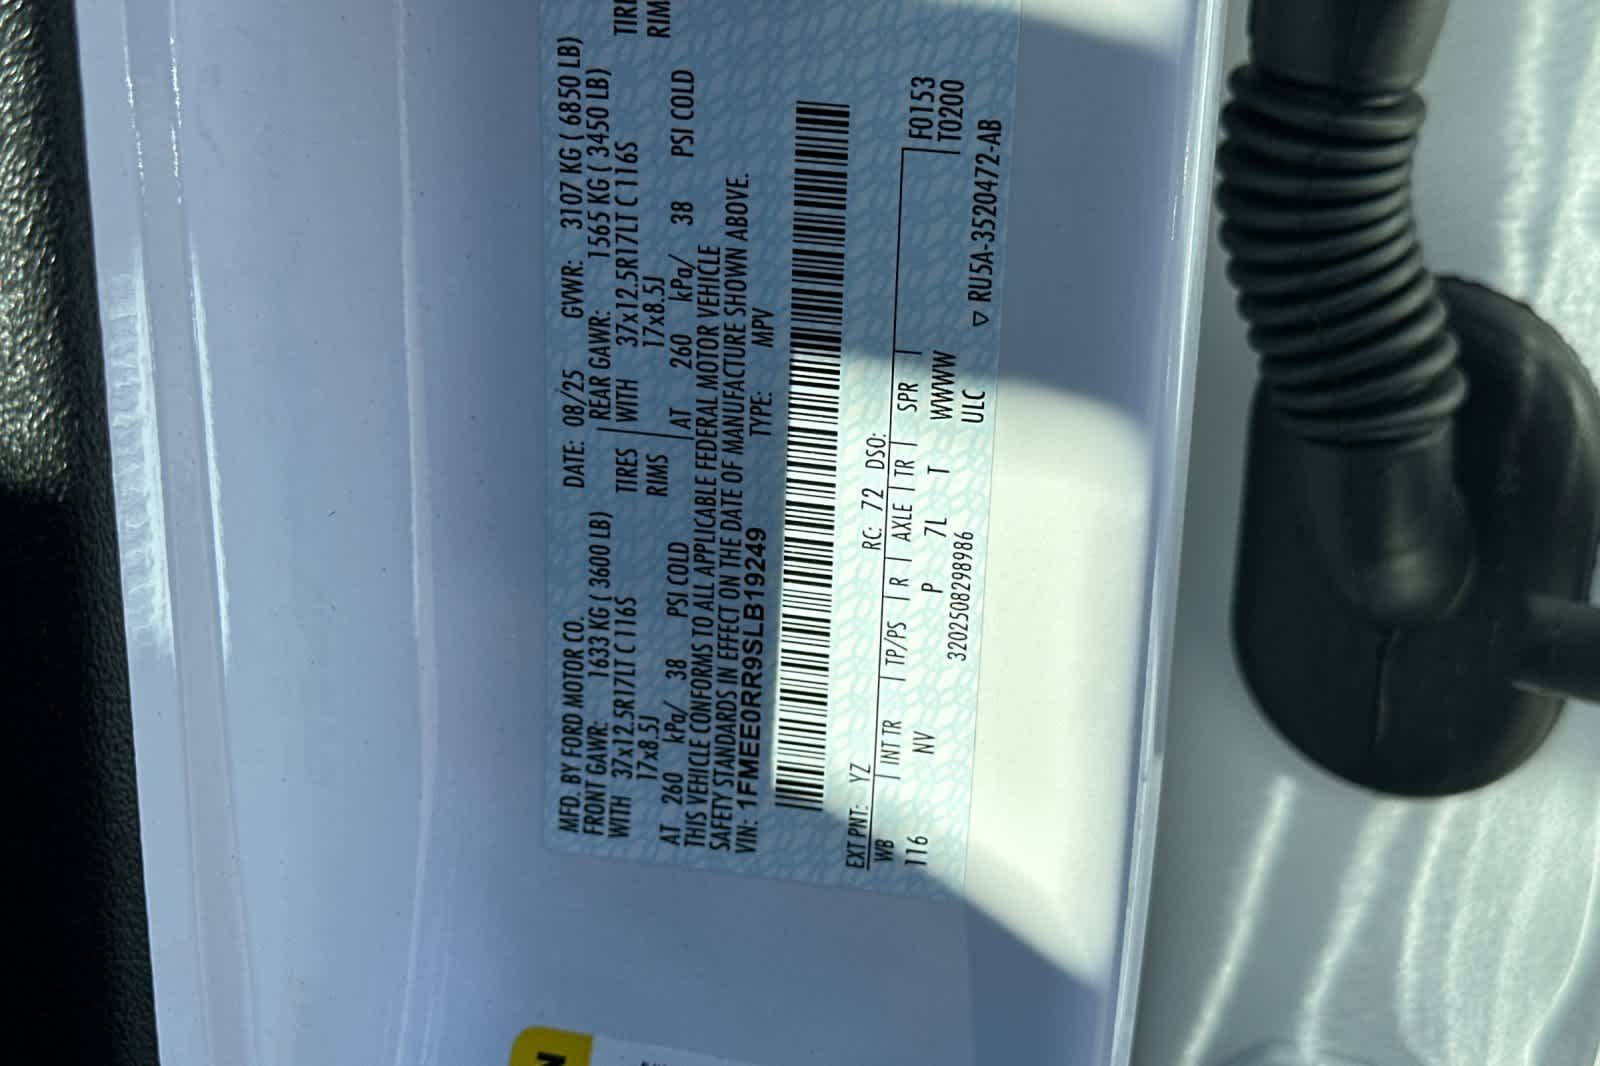 MFD. BY FORD MOTOR CO. DATE: 08/25 GVWR: 3107 KG ( 6850 LB)
FRONT GAWR: 1633 KG ( 3600 LB) REAR GAWR: 1565 KG ( 3450 LB)
WITH 37x12.5R17LT C 116S TIRES WITH 37x12.5R17LT C 116S TIRE
17x8.5J RIMS 17x8.5J RIM
AT 260 kPa/ 38 PSI COLD AT 260 kPa/ 38 PSI COLD
THIS VEHICLE CONFORMS TO ALL APPLICABLE FEDERAL MOTOR VEHICLE
SAFETY STANDARDS IN EFFECT ON THE DATE OF MANUFACTURE SHOWN ABOVE.
VIN: 1FMEE0RR9SLB19249 TYPE: MPV
EXT PNT: YZ RC: 72 DSO:
WB INT TR TP/PS R AXLE TR SPR F0153
116 NV P 7L T WWWW T0200
ULC
3202508298986 ▽ RU5A-3520472-AB
N